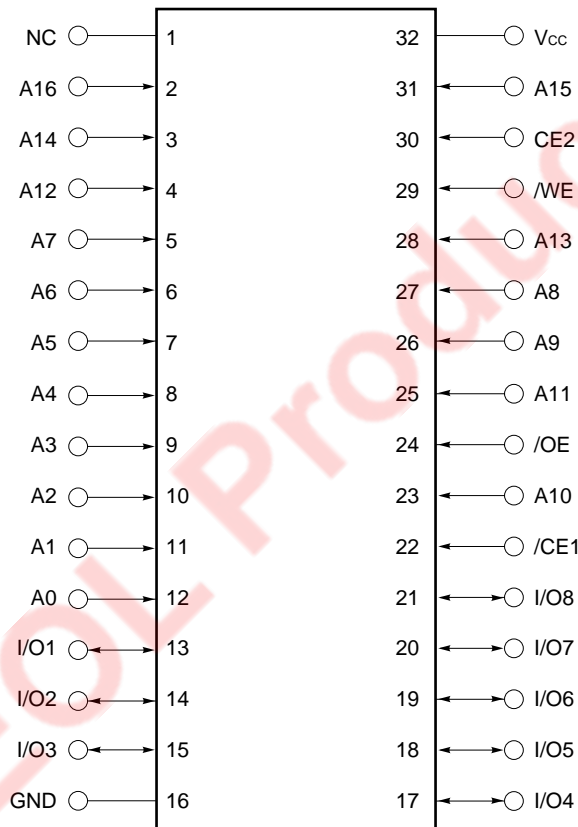 NC 1 32 Vcc
A16 2 31 A15
A14 3 30 CE2
A12 4 29 /WE
A7 5 28 A13
A6 6 27 A8
A5 7 26 A9
A4 8 25 A11
A3 9 24 /OE
A2 10 23 A10
A1 11 22 /CE1
A0 12 21 I/O8
I/O1 13 20 I/O7
I/O2 14 19 I/O6
I/O3 15 18 I/O5
GND 16 17 I/O4
EOL Produc